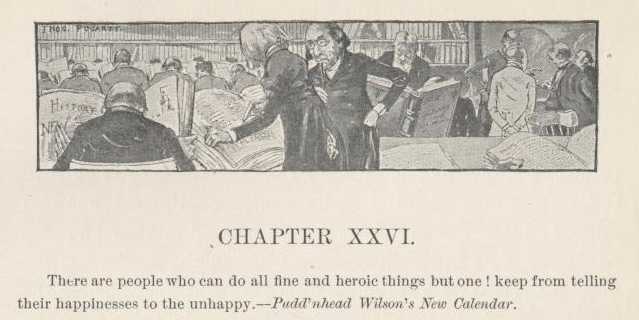 THOS. FOGARTY
HISTORY
NEW
CHAPTER XXVI.
There are people who can do all fine and heroic things but one! keep from telling
their happinesses to the unhappy.—Pudd'nhead Wilson's New Calendar.